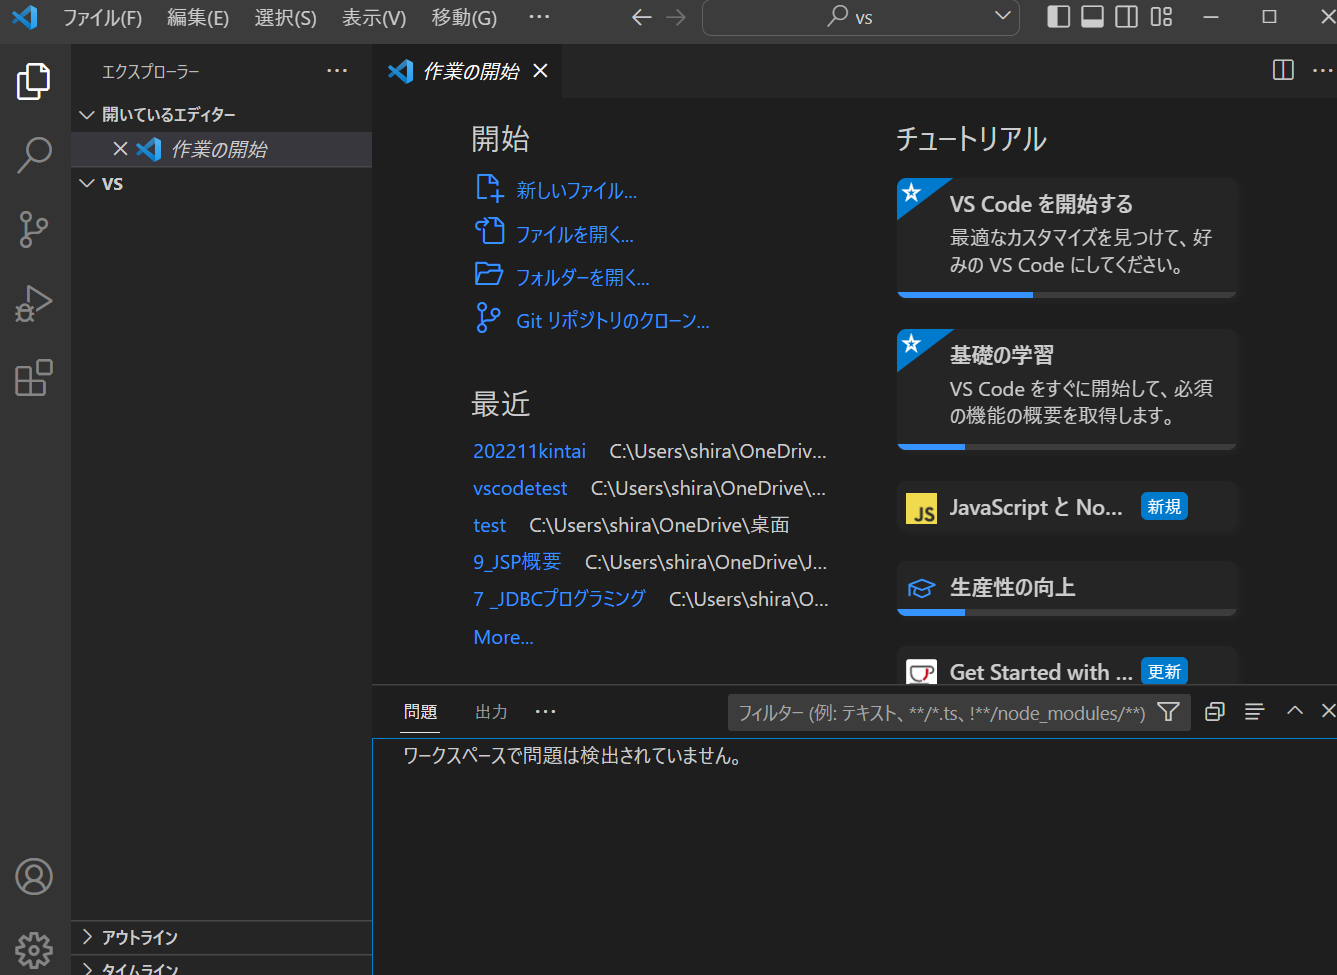 ファイル(F) 編集(E) 選択(S) 表示(V) 移動(G) ··· vs
エクスプローラー ···
開いているエディター
作業の開始
VS
アウトライン
タイムライン
作業の開始
開始
新しいファイル...
ファイルを開く...
フォルダーを開く...
Git リポジトリのクローン...
最近
202211kintai C:\Users\shira\OneDriv...
vscodetest C:\Users\shira\OneDrive\...
test C:\Users\shira\OneDrive\桌面
9_JSP概要 C:\Users\shira\OneDrive\J...
7 _JDBCプログラミング C:\Users\shira\O...
More...
チュートリアル
VS Code を開始する
最適なカスタマイズを見つけて、好
みの VS Code にしてください。
基礎の学習
VS Code をすぐに開始して、必須
の機能の概要を取得します。
JS JavaScript と No... 新規
生産性の向上
Get Started with ... 更新
問題 出力 ··· フィルター (例: テキスト、**/*.ts、!**/node_modules/**)
ワークスペースで問題は検出されていません。